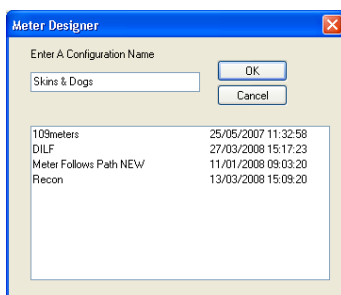 Meter Designer
Enter A Configuration Name
OK
Skins & Dogs
Cancel
109meters 25/05/2007 11:32:58
DILF 27/03/2008 15:17:23
Meter Follows Path NEW 11/01/2008 09:03:20
Recon 13/03/2008 15:09:20